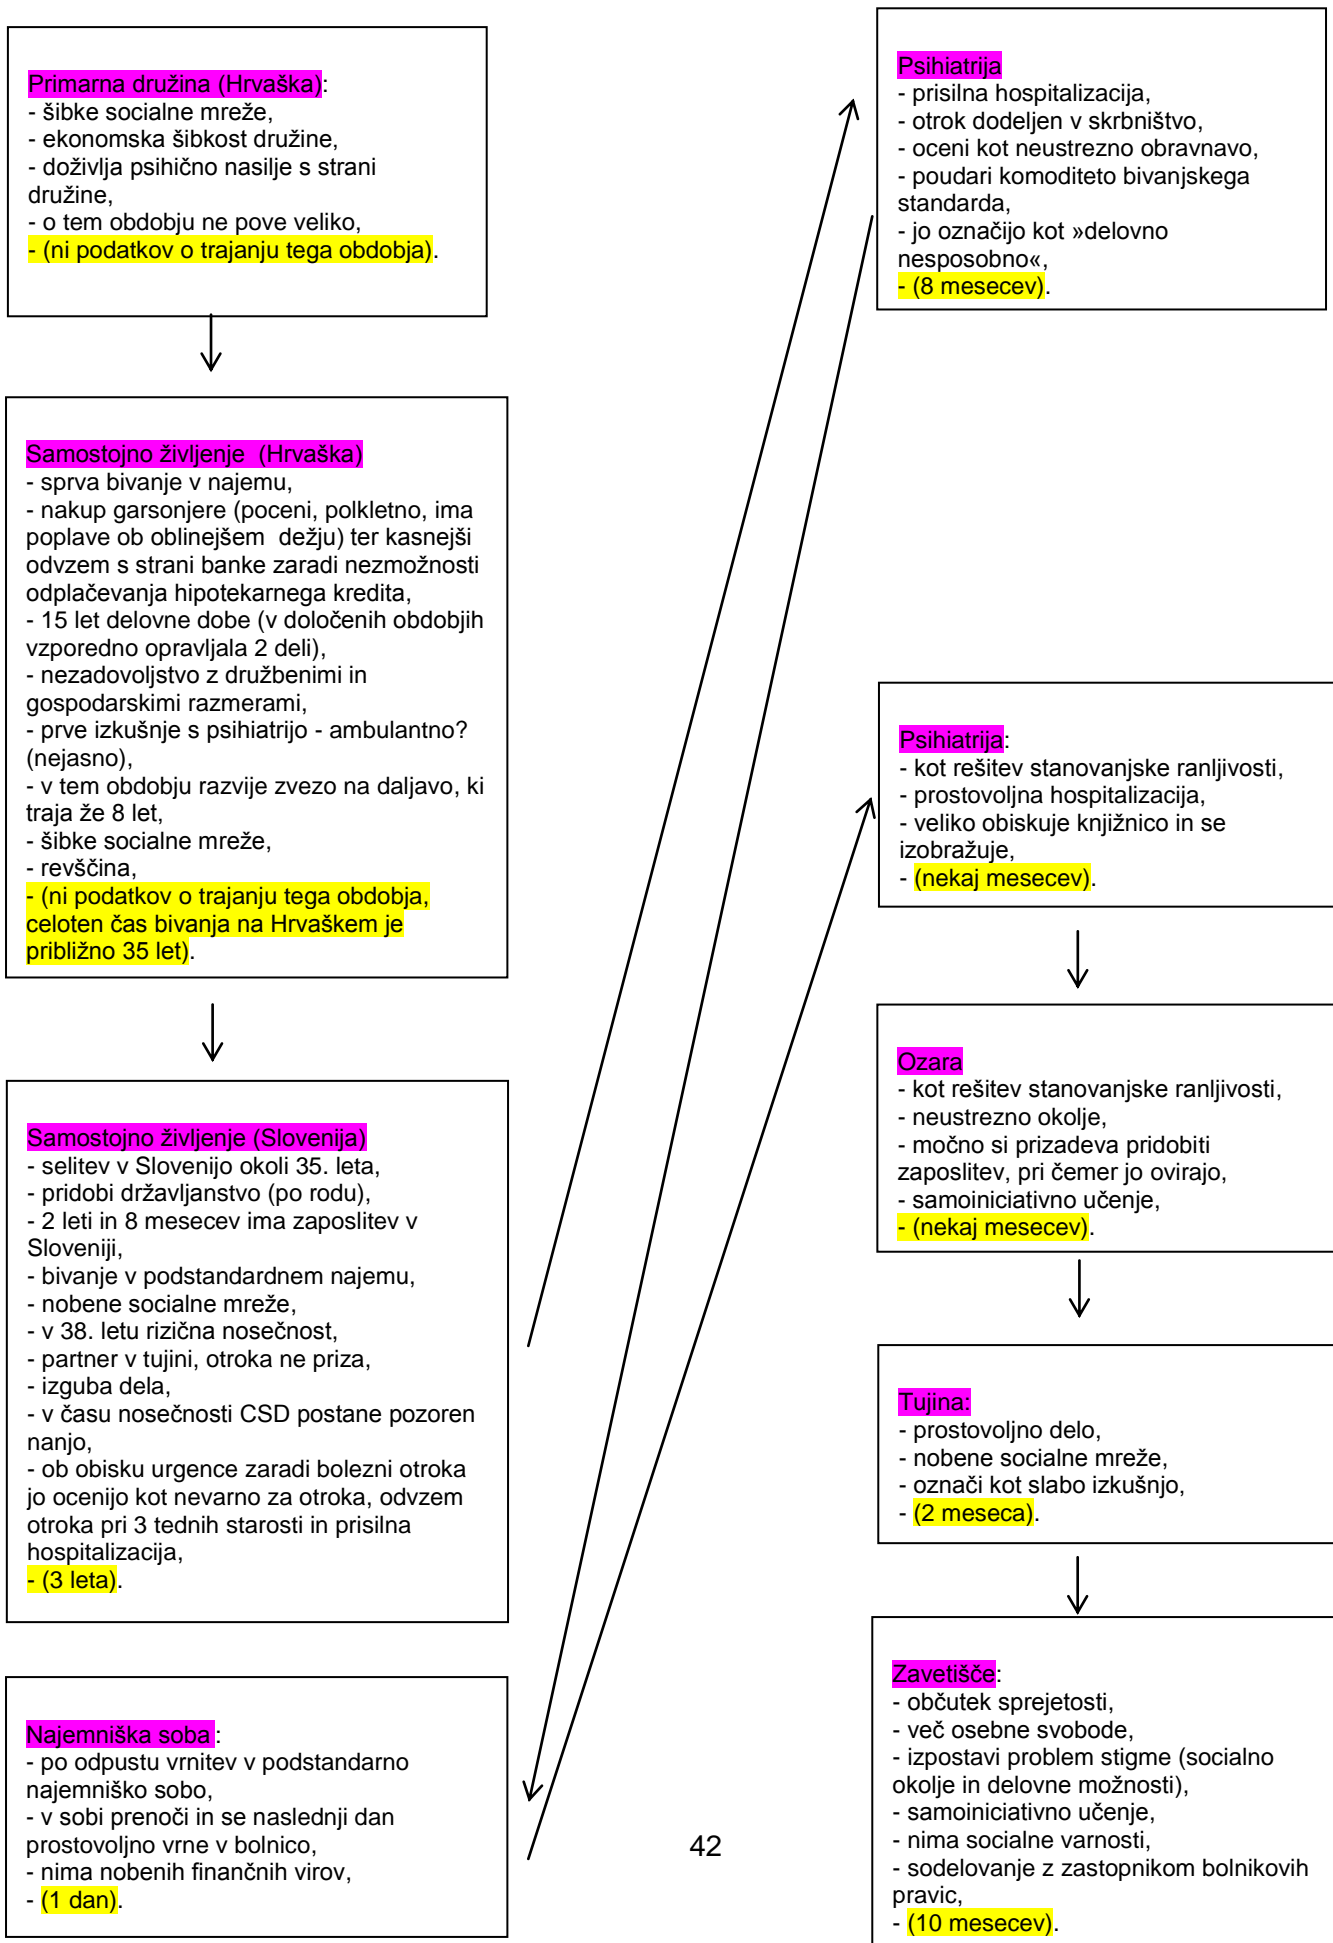 Primarna družina (Hrvaška):
- šibke socialne mreže,
- ekonomska šibkost družine,
- doživlja psihično nasilje s strani
družine,
- o tem obdobju ne pove veliko,
- (ni podatkov o trajanju tega obdobja).
Samostojno življenje  (Hrvaška)
- sprva bivanje v najemu,
- nakup garsonjere (poceni, polkletno, ima
poplave ob oblinejšem  dežju) ter kasnejši
odvzem s strani banke zaradi nezmožnosti
odplačevanja hipotekarnega kredita,
- 15 let delovne dobe (v določenih obdobjih
vzporedno opravljala 2 deli),
- nezadovoljstvo z družbenimi in
gospodarskimi razmerami,
- prve izkušnje s psihiatrijo - ambulantno?
(nejasno),
- v tem obdobju razvije zvezo na daljavo, ki
traja že 8 let,
- šibke socialne mreže,
- revščina,
- (ni podatkov o trajanju tega obdobja,
celoten čas bivanja na Hrvaškem je
približno 35 let).
Samostojno življenje (Slovenija)
- selitev v Slovenijo okoli 35. leta,
- pridobi državljanstvo (po rodu),
- 2 leti in 8 mesecev ima zaposlitev v
Sloveniji,
- bivanje v podstandardnem najemu,
- nobene socialne mreže,
- v 38. letu rizična nosečnost,
- partner v tujini, otroka ne priza,
- izguba dela,
- v času nosečnosti CSD postane pozoren
nanjo,
- ob obisku urgence zaradi bolezni otroka
jo ocenijo kot nevarno za otroka, odvzem
otroka pri 3 tednih starosti in prisilna
hospitalizacija,
- (3 leta).
Najemniška soba :
- po odpustu vrnitev v podstandarno
najemniško sobo,
- v sobi prenoči in se naslednji dan
prostovoljno vrne v bolnico,
- nima nobenih finančnih virov,
- (1 dan).
Psihiatrija
- prisilna hospitalizacija,
- otrok dodeljen v skrbništvo,
- oceni kot neustrezno obravnavo,
- poudari komoditeto bivanjskega
standarda,
- jo označijo kot »delovno
nesposobno«,
- (8 mesecev).
Psihiatrija:
- kot rešitev stanovanjske ranljivosti,
- prostovoljna hospitalizacija,
- veliko obiskuje knjižnico in se
izobražuje,
- (nekaj mesecev).
Ozara
- kot rešitev stanovanjske ranljivosti,
- neustrezno okolje,
- močno si prizadeva pridobiti
zaposlitev, pri čemer jo ovirajo,
- samoiniciativno učenje,
- (nekaj mesecev).
Tujina:
- prostovoljno delo,
- nobene socialne mreže,
- označi kot slabo izkušnjo,
- (2 meseca).
Zavetišče:
- občutek sprejetosti,
- več osebne svobode,
- izpostavi problem stigme (socialno
okolje in delovne možnosti),
- samoiniciativno učenje,
- nima socialne varnosti,
- sodelovanje z zastopnikom bolnikovih
pravic,
- (10 mesecev).
42